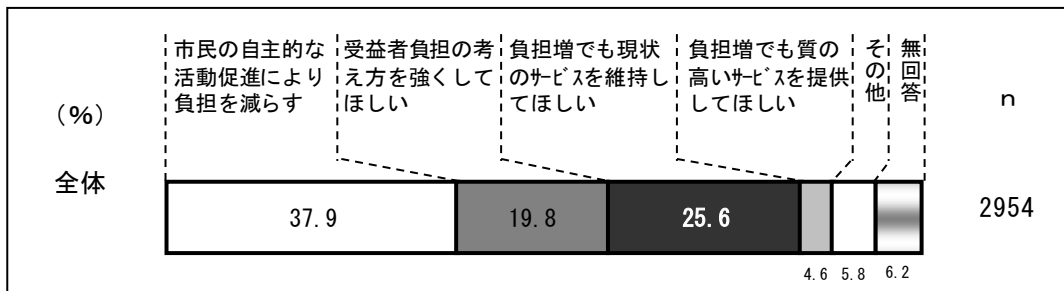 市民の自主的な
活動促進により
負担を減らす
受益者負担の考
え方を強くして
ほしい
負担増でも現状
のｻｰﾋﾞｽを維持し
てほしい
負担増でも質の
高いｻｰﾋﾞｽを提供
してほしい
その他
無回答
n
(%)
全体
37.9
19.8
25.6
4.6
5.8
6.2
2954